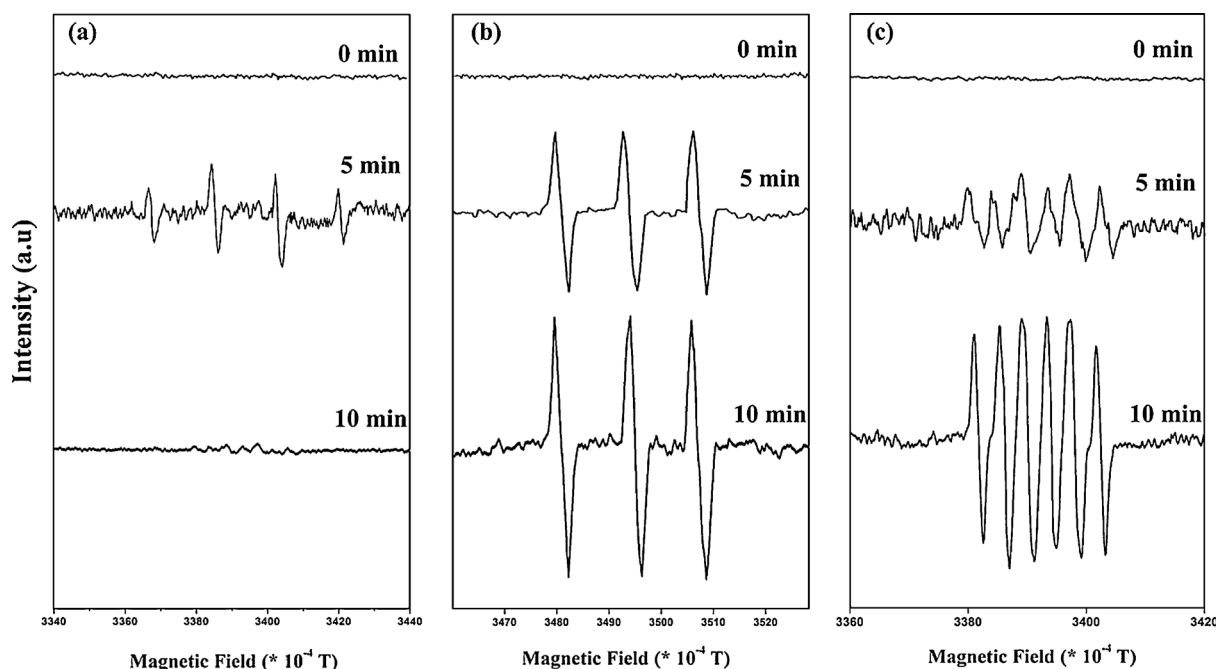 (a)
0 min
5 min
10 min
3340 3360 3380 3400 3420 3440
Magnetic Field (* 10⁻⁴ T)
(b)
0 min
5 min
10 min
3470 3480 3490 3500 3510 3520
Magnetic Field (* 10⁻⁴ T)
(c)
0 min
5 min
10 min
3360 3380 3400 3420
Magnetic Field (* 10⁻⁴ T)
Intensity (a.u)